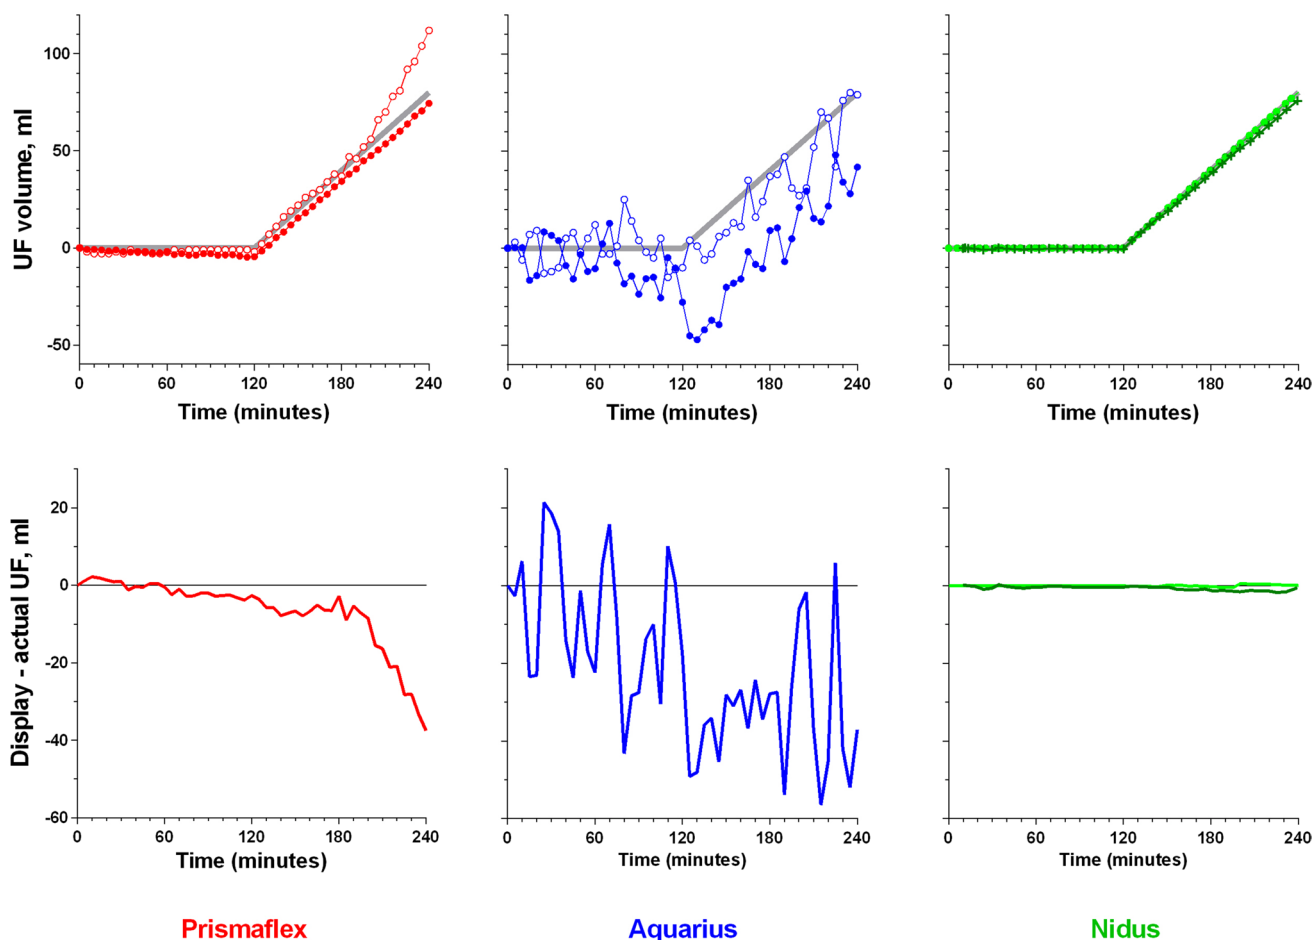 UF volume, ml
100
50
0
-50
0 60 120 180 240
Time (minutes)
0 60 120 180 240
Time (minutes)
0 60 120 180 240
Time (minutes)
Display - actual UF, ml
20
0
-20
-40
-60
0 60 120 180 240
Time (minutes)
0 60 120 180 240
Time (minutes)
0 60 120 180 240
Time (minutes)
Prismaflex
Aquarius
Nidus